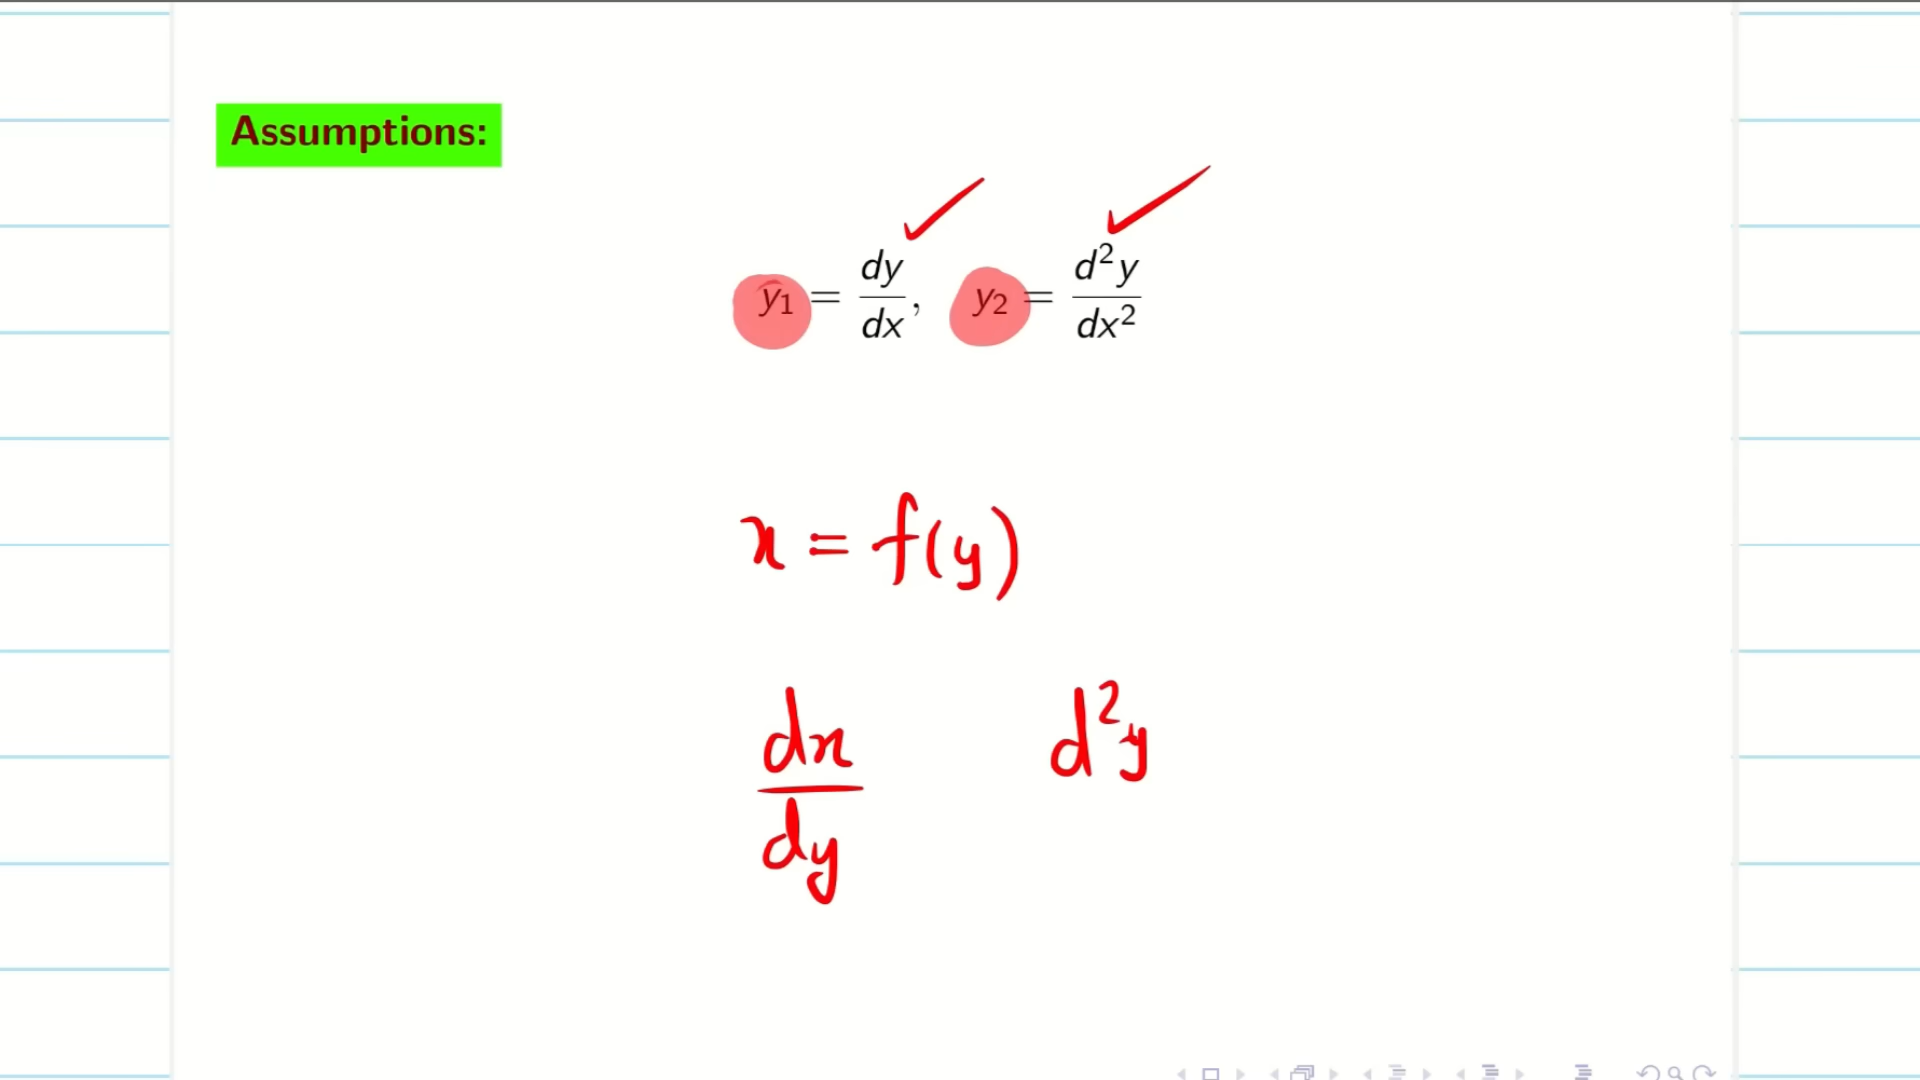 Assumptions:
y₁ = dy/dx, y₂ = d²y/dx²
x = f(y)
dx/dy d²y